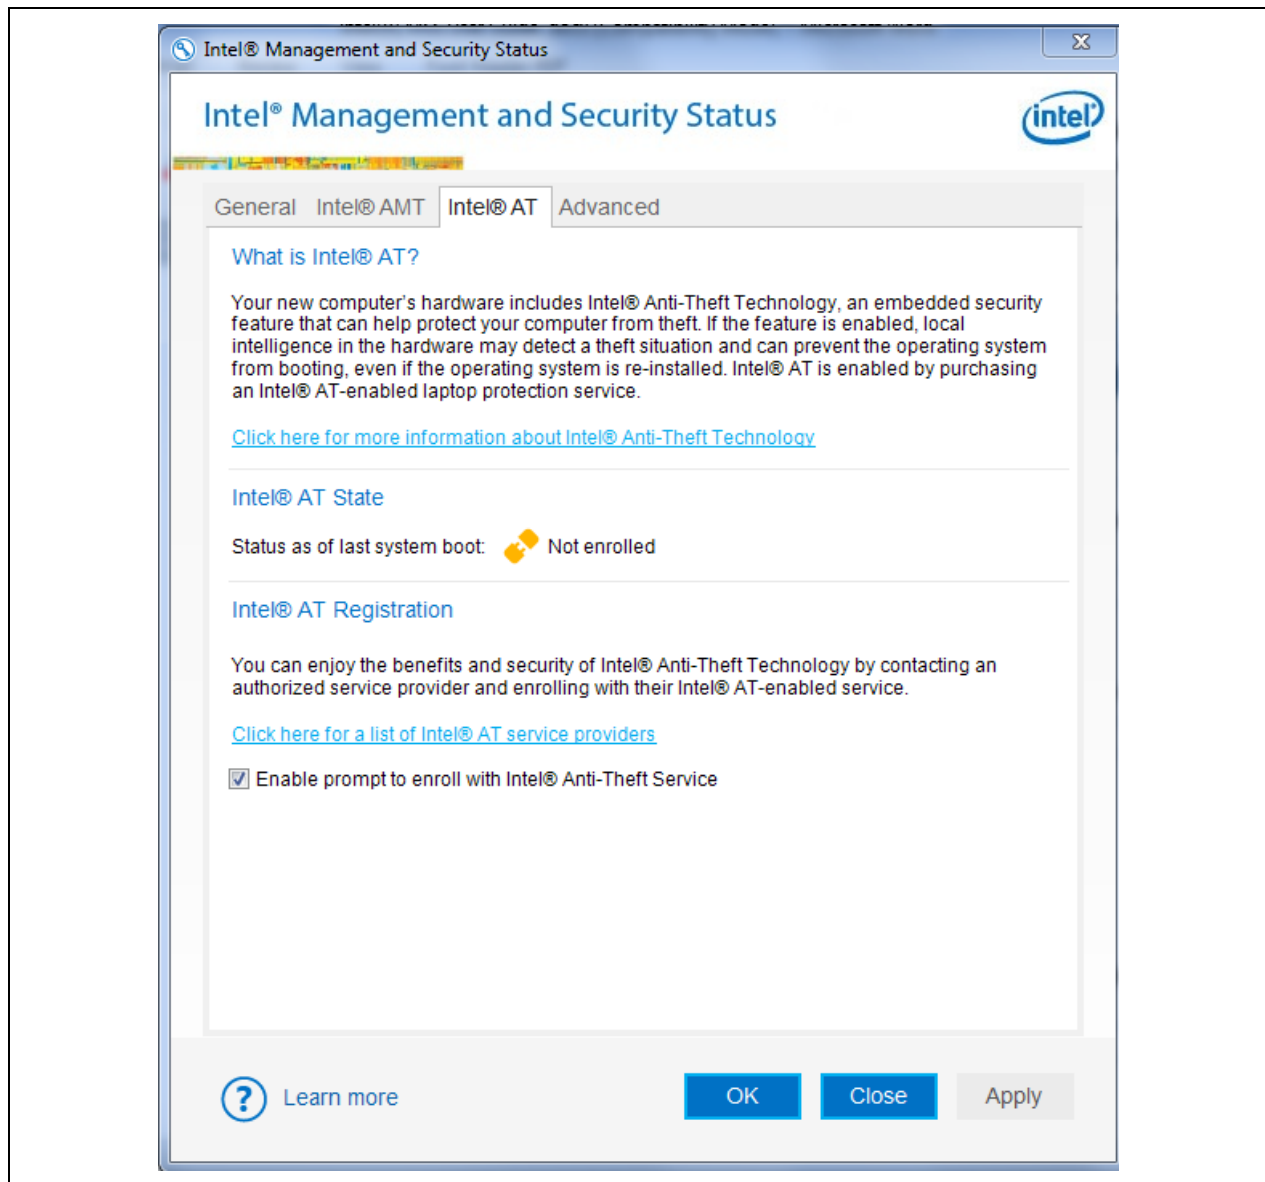 Intel® Management and Security Status
Intel® Management and Security Status
intel
General Intel® AMT Intel® AT Advanced
What is Intel® AT?
Your new computer's hardware includes Intel® Anti-Theft Technology, an embedded security
feature that can help protect your computer from theft. If the feature is enabled, local
intelligence in the hardware may detect a theft situation and can prevent the operating system
from booting, even if the operating system is re-installed. Intel® AT is enabled by purchasing
an Intel® AT-enabled laptop protection service.
Click here for more information about Intel® Anti-Theft Technology
Intel® AT State
Status as of last system boot: Not enrolled
Intel® AT Registration
You can enjoy the benefits and security of Intel® Anti-Theft Technology by contacting an
authorized service provider and enrolling with their Intel® AT-enabled service.
Click here for a list of Intel® AT service providers
Enable prompt to enroll with Intel® Anti-Theft Service
? Learn more OK Close Apply